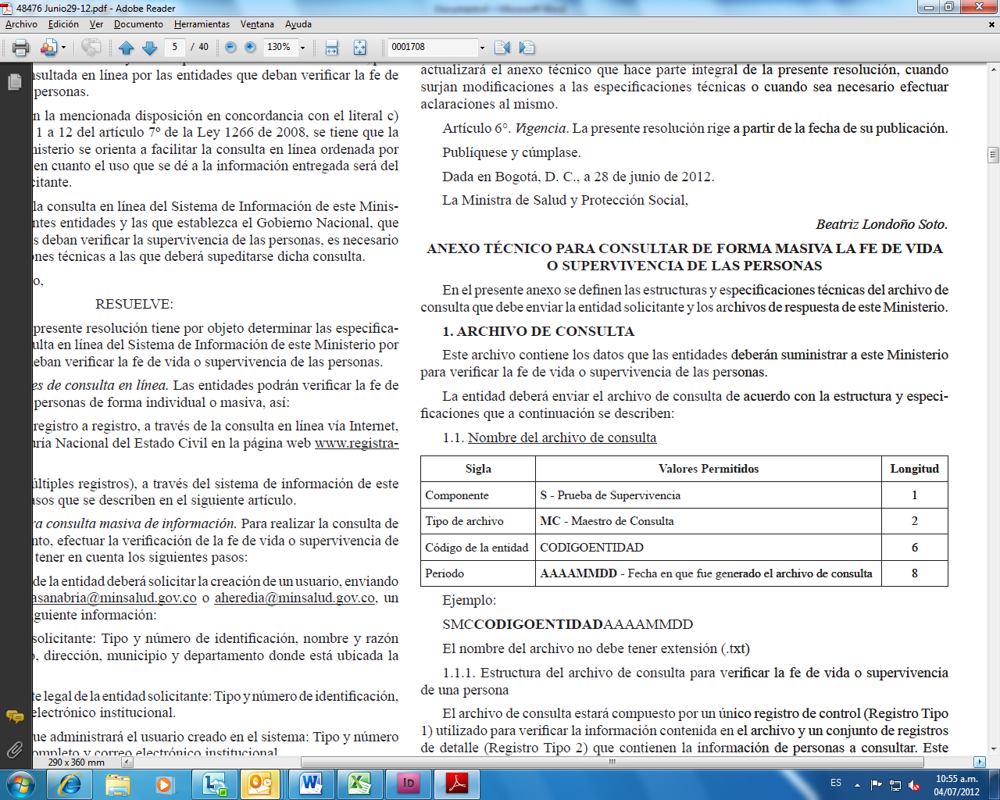 48476 Junio29-12.pdf - Adobe Reader
Archivo Edición Ver Documento Herramientas Ventana Ayuda
5 / 40 130% 0001708
nsultada en línea por las entidades que deban verificar la fe de
personas.
n la mencionada disposición en concordancia con el literal c)
1 a 12 del artículo 7º de la Ley 1266 de 2008, se tiene que la
nisterio se orienta a facilitar la consulta en línea ordenada por
en cuanto el uso que se dé a la información entregada será del
citante.
la consulta en línea del Sistema de Información de este Minis-
ntes entidades y las que establezca el Gobierno Nacional, que
s deban verificar la supervivencia de las personas, es necesario
ones técnicas a las que deberá supeditarse dicha consulta.
o,
RESUELVE:
presente resolución tiene por objeto determinar las especifica-
ulta en línea del Sistema de Información de este Ministerio por
deban verificar la fe de vida o supervivencia de las personas.
es de consulta en línea. Las entidades podrán verificar la fe de
personas de forma individual o masiva, así:
registro a registro, a través de la consulta en línea vía Internet,
uría Nacional del Estado Civil en la página web www.registra-
últiples registros), a través del sistema de información de este
asos que se describen en el siguiente artículo.
ra consulta masiva de información. Para realizar la consulta de
nto, efectuar la verificación de la fe de vida o supervivencia de
tener en cuenta los siguientes pasos:
de la entidad deberá solicitar la creación de un usuario, enviando
asanabria@minsalud.gov.co o aheredia@minsalud.gov.co, un
guiente información:
solicitante: Tipo y número de identificación, nombre y razón
o, dirección, municipio y departamento donde está ubicada la
te legal de la entidad solicitante: Tipo y número de identificación,
electrónico institucional.
ue administrará el usuario creado en el sistema: Tipo y número
ompleto y correo electrónico institucional
actualizará el anexo técnico que hace parte integral de la presente resolución, cuando
surjan modificaciones a las especificaciones técnicas o cuando sea necesario efectuar
aclaraciones al mismo.
Artículo 6°. Vigencia. La presente resolución rige a partir de la fecha de su publicación.
Publíquese y cúmplase.
Dada en Bogotá, D. C., a 28 de junio de 2012.
La Ministra de Salud y Protección Social,
Beatriz Londoño Soto.
ANEXO TÉCNICO PARA CONSULTAR DE FORMA MASIVA LA FE DE VIDA
O SUPERVIVENCIA DE LAS PERSONAS
En el presente anexo se definen las estructuras y especificaciones técnicas del archivo de
consulta que debe enviar la entidad solicitante y los archivos de respuesta de este Ministerio.
1. ARCHIVO DE CONSULTA
Este archivo contiene los datos que las entidades deberán suministrar a este Ministerio
para verificar la fe de vida o supervivencia de las personas.
La entidad deberá enviar el archivo de consulta de acuerdo con la estructura y especi-
ficaciones que a continuación se describen:
1.1. Nombre del archivo de consulta
Sigla Valores Permitidos Longitud
Componente S - Prueba de Supervivencia 1
Tipo de archivo MC - Maestro de Consulta 2
Código de la entidad CODIGOENTIDAD 6
Periodo AAAAMMDD - Fecha en que fue generado el archivo de consulta 8
Ejemplo:
SMCCODIGOENTIDADAAAAMMDD
El nombre del archivo no debe tener extensión (.txt)
1.1.1. Estructura del archivo de consulta para verificar la fe de vida o supervivencia
de una persona
El archivo de consulta estará compuesto por un único registro de control (Registro Tipo
1) utilizado para verificar la información contenida en el archivo y un conjunto de registros
de detalle (Registro Tipo 2) que contienen la información de personas a consultar. Este
290 x 360 mm
ES 10:55 a.m.
04/07/2012